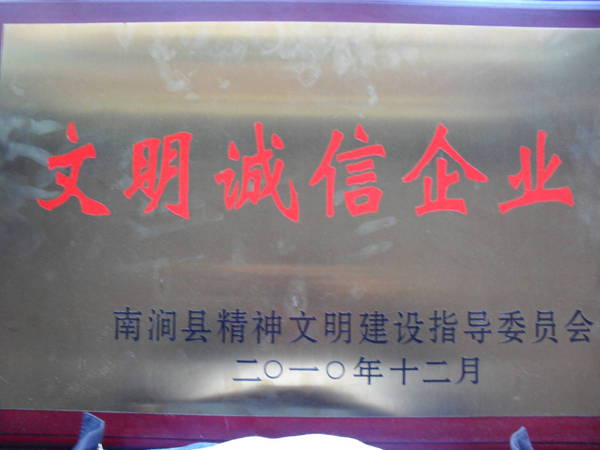 文明诚信企业
南涧县精神文明建设指导委员会
二〇一〇年十二月